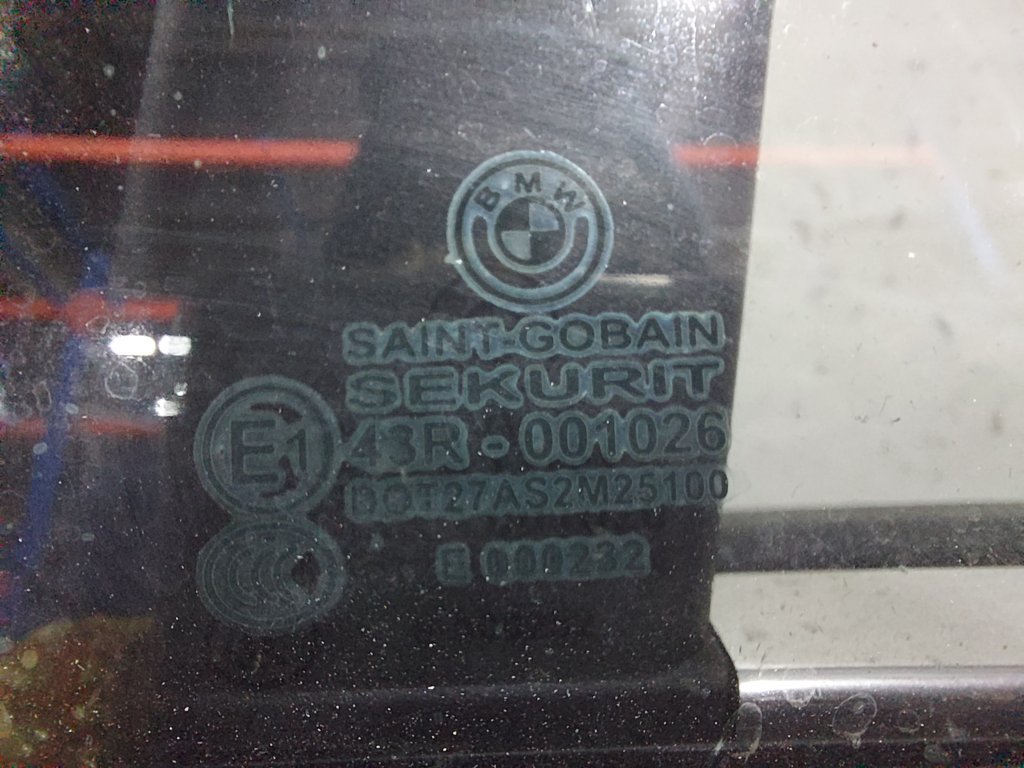 BMW
SAINT-GOBAIN
SEKURIT
E1 43R - 001026
DOT27AS2M25100
E 000232